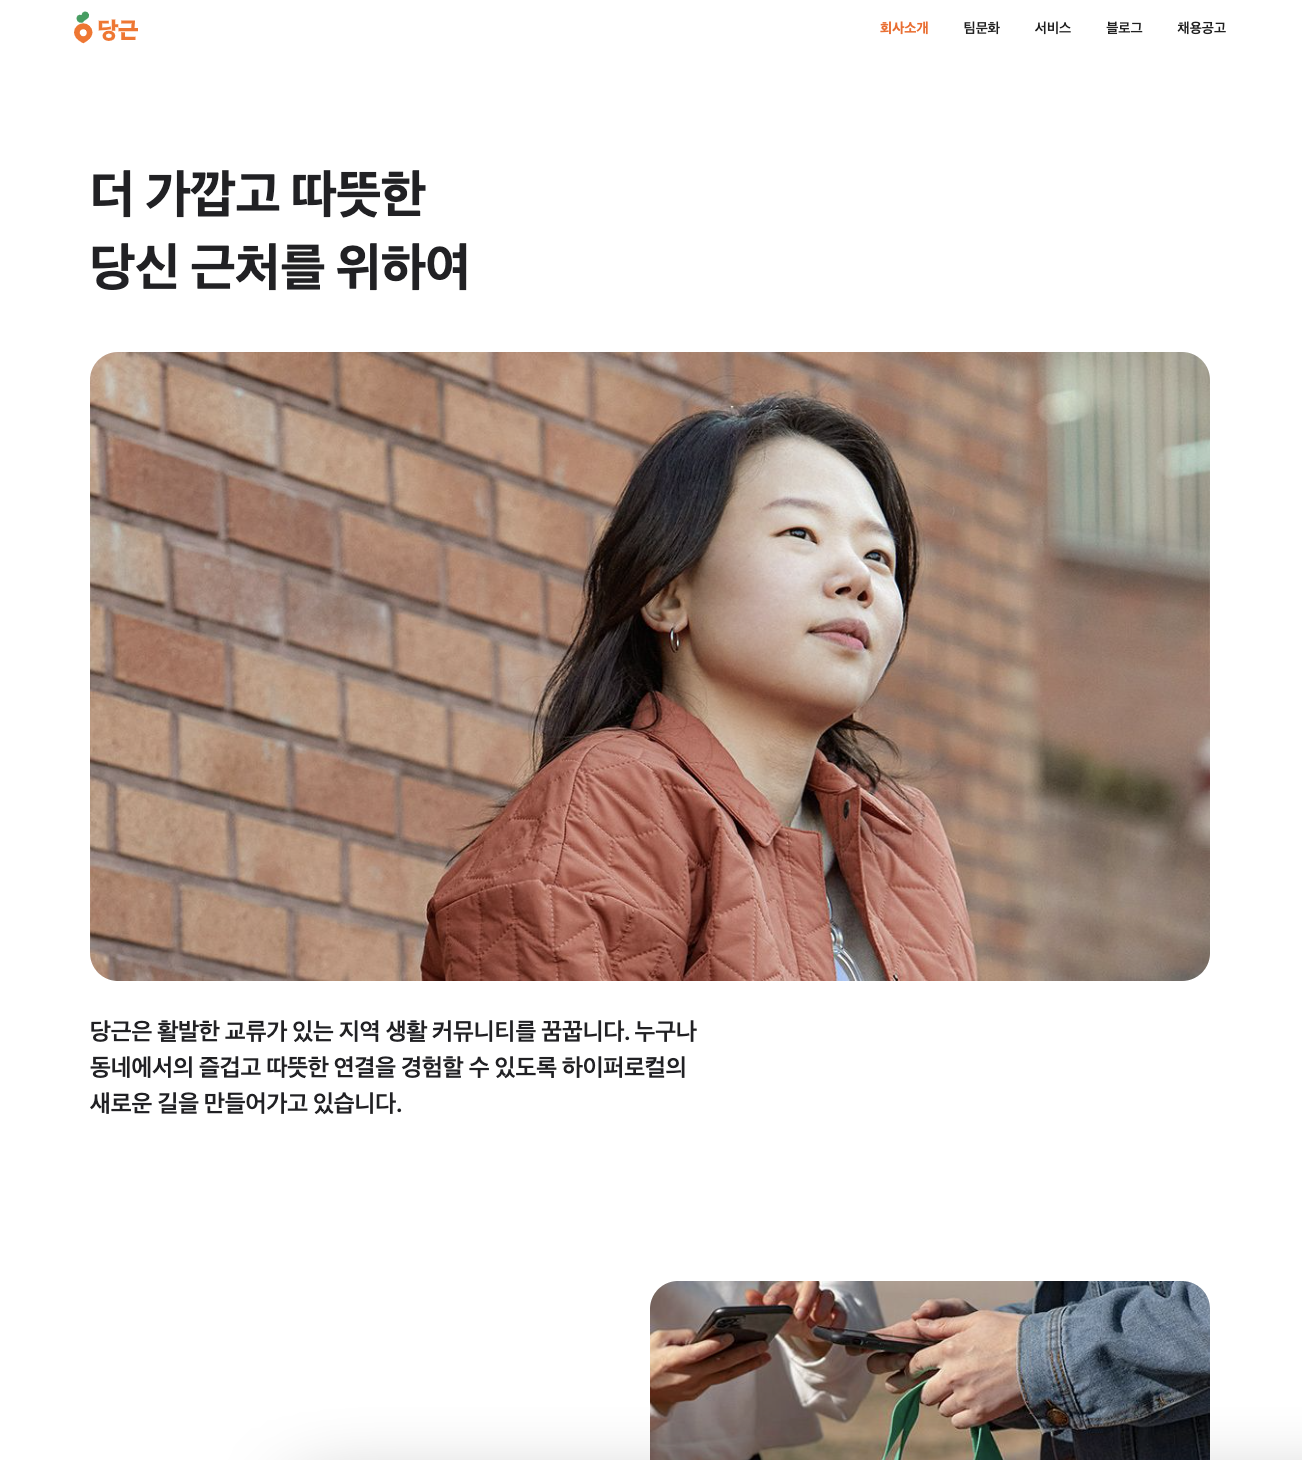 당근
회사소개 팀문화 서비스 블로그 채용공고
더 가깝고 따뜻한
당신 근처를 위하여
당근은 활발한 교류가 있는 지역 생활 커뮤니티를 꿈꿉니다. 누구나
동네에서의 즐겁고 따뜻한 연결을 경험할 수 있도록 하이퍼로컬의
새로운 길을 만들어가고 있습니다.